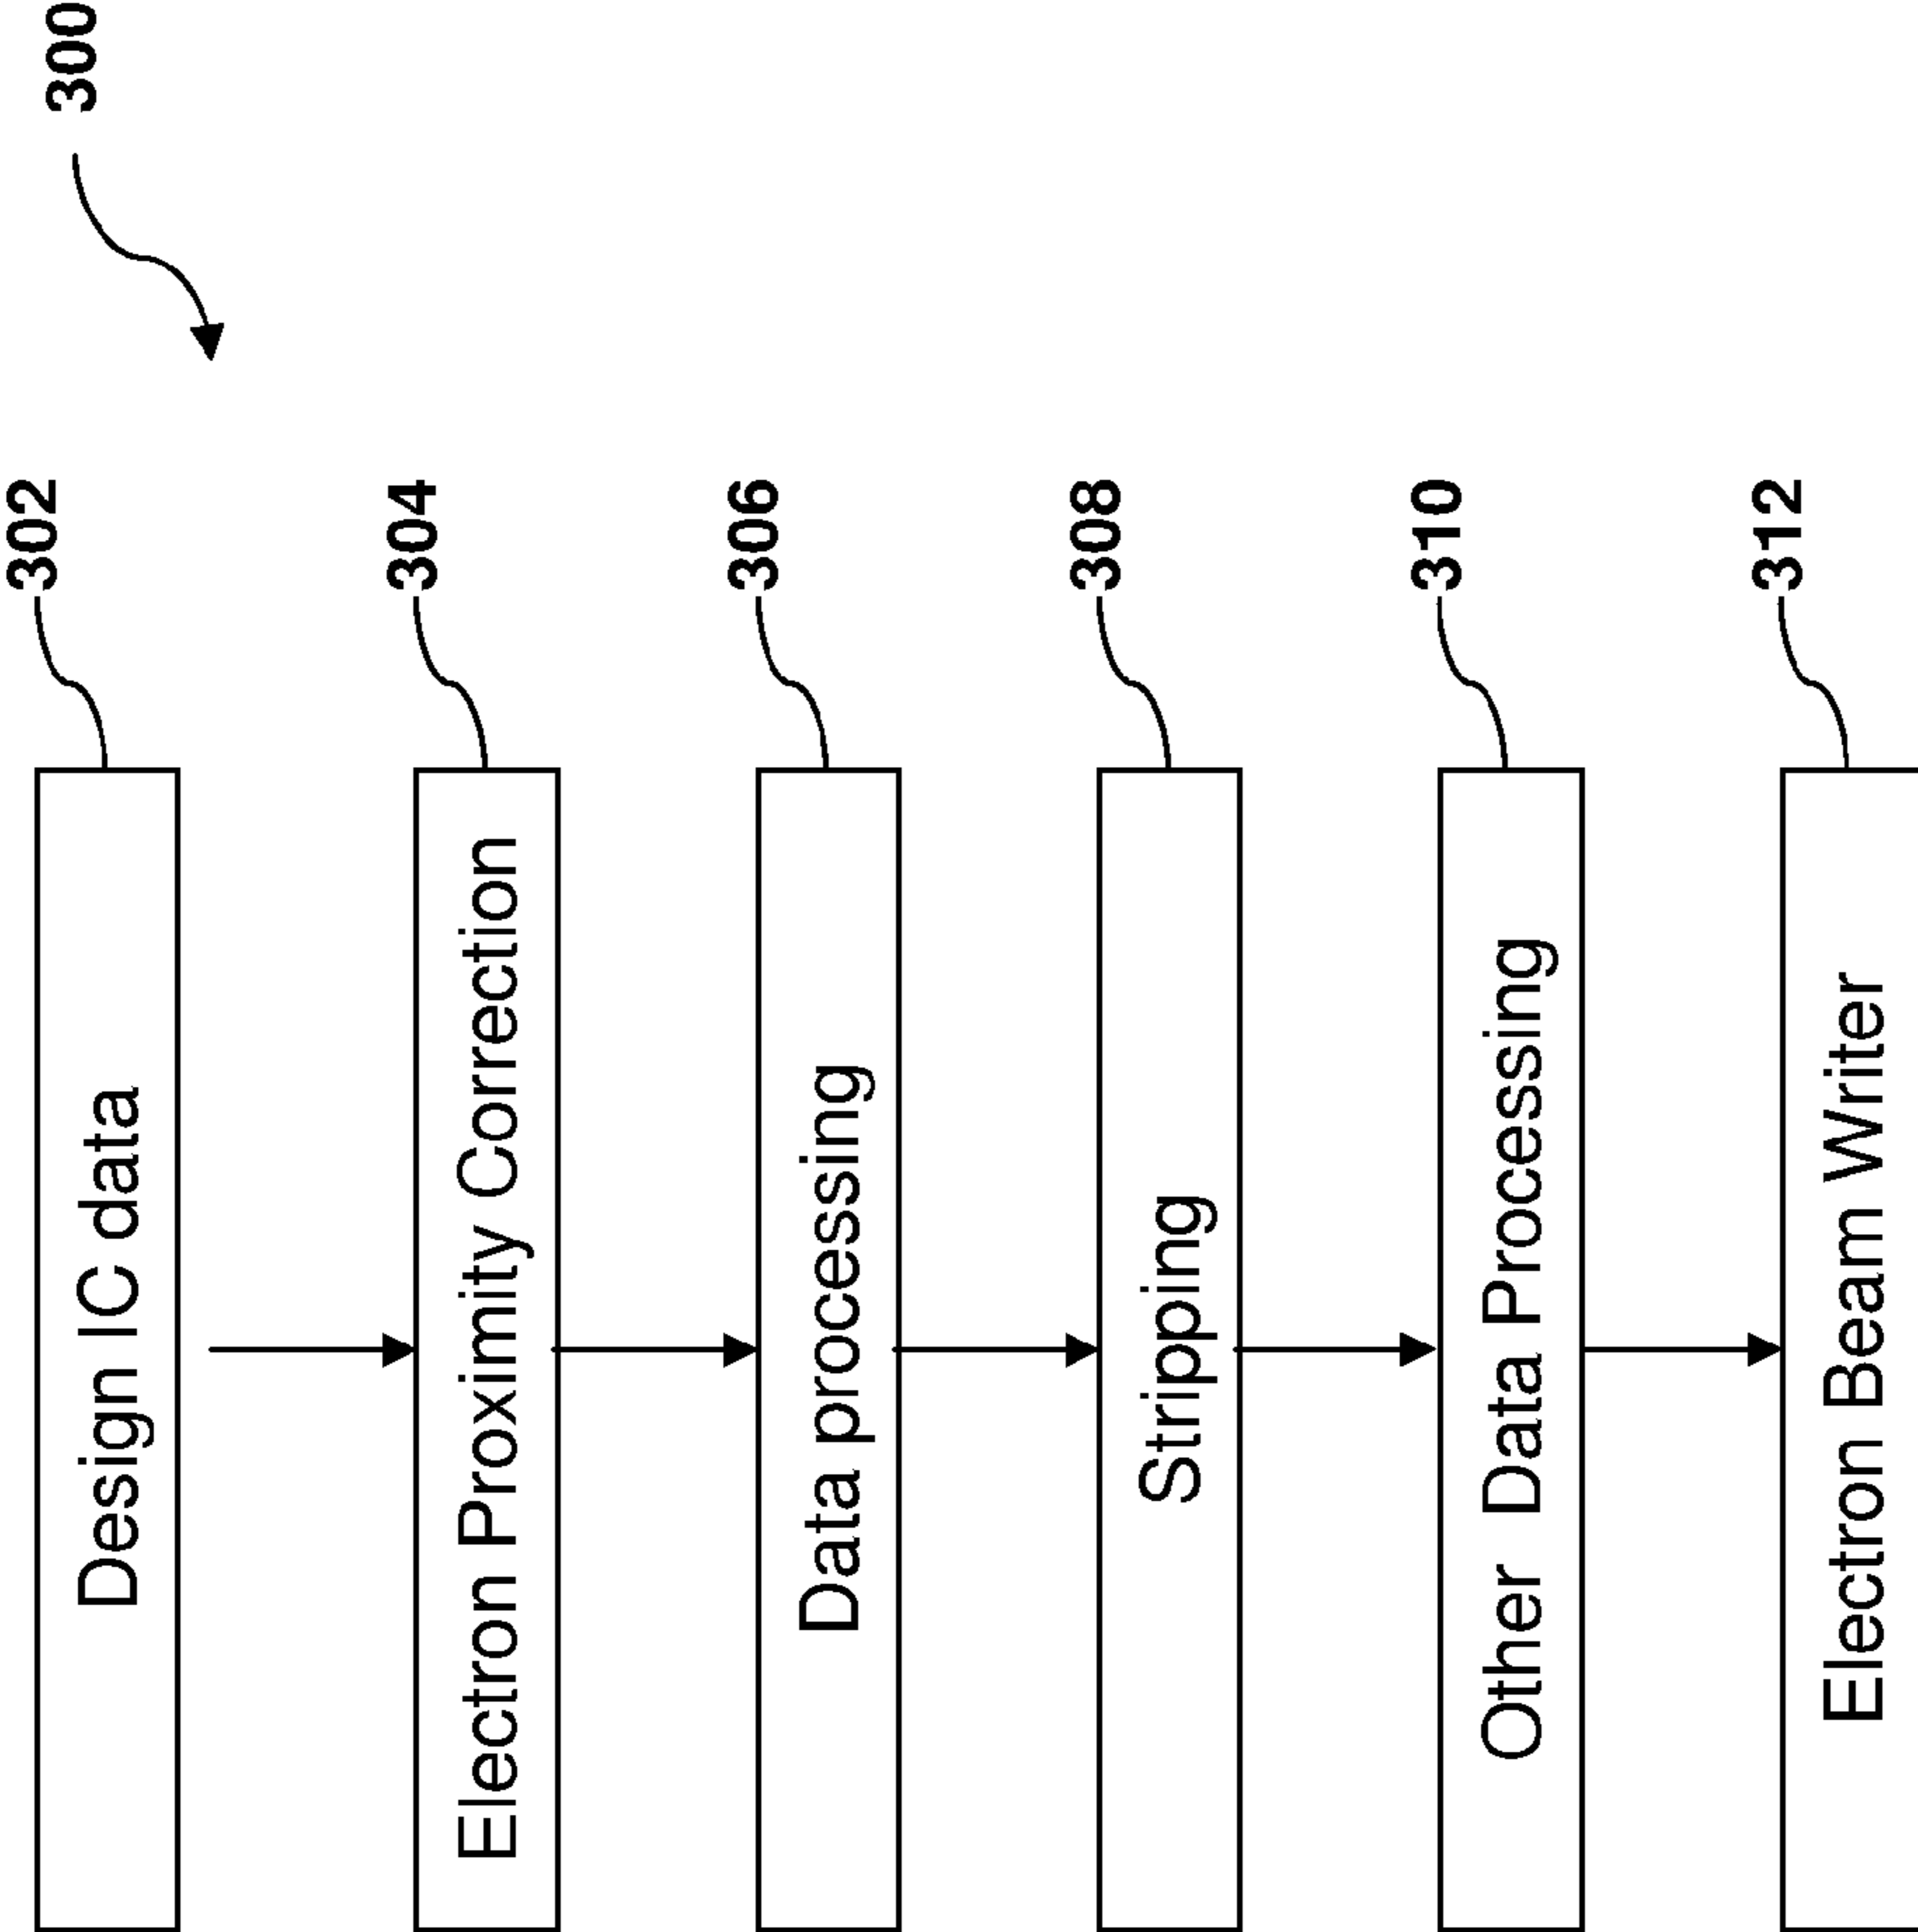 300
302
Design IC data
304
Electron Proximity Correction
306
Data processing
308
Stripping
310
Other Data Processing
312
Electron Beam Writer